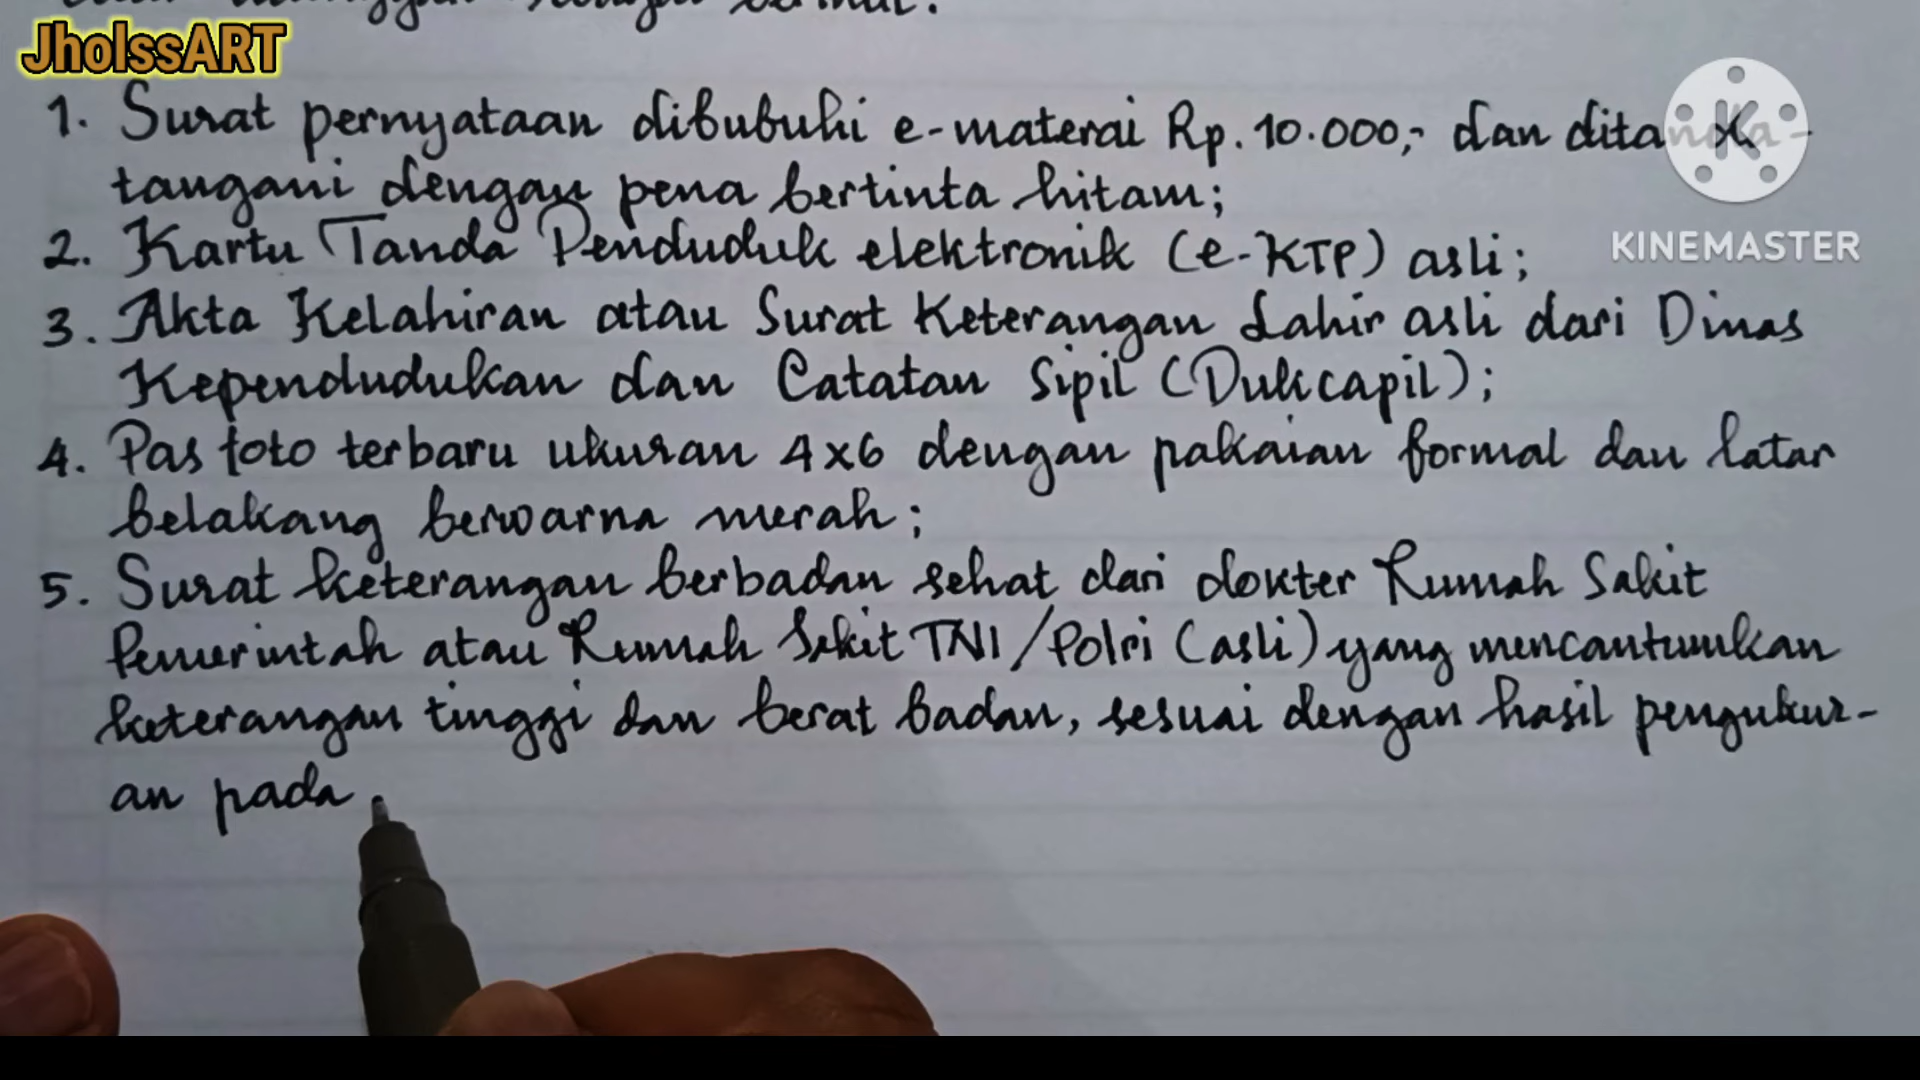 JhoIssART
1. Surat pernyataan dibubuhi e-materai Rp. 10.000,- dan ditanda-
tangani dengan pena bertinta hitam;
2. Kartu Tanda Penduduk elektronik (e-KTP) asli;
KINEMASTER
3. Akta Kelahiran atau Surat Keterangan Lahir asli dari Dinas
Kependudukan dan Catatan Sipil (Dukcapil);
4. Pas foto terbaru ukuran 4x6 dengan pakaian formal dan latar
belakang berwarna merah;
5. Surat keterangan berbadan sehat dari dokter Rumah Sakit
Pemerintah atau Rumah Sakit TNI/Polri (asli) yang mencantumkan
keterangan tinggi dan berat badan, sesuai dengan hasil pengukur-
an pada